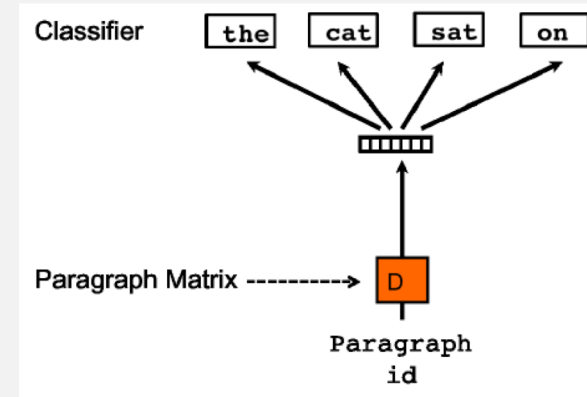 Classifier
the cat sat on
Paragraph Matrix
D
Paragraph
id